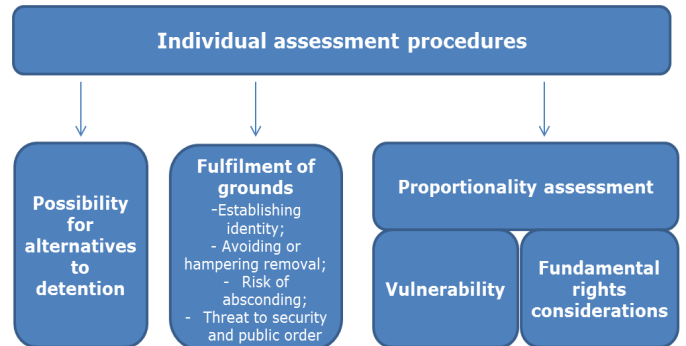 Individual assessment procedures
Possibility
for
alternatives
to
detention
Fulfilment of
grounds
-Establishing
identity;
- Avoiding or
hampering removal;
- Risk of
absconding;
- Threat to security
and public order
Proportionality assessment
Vulnerability
Fundamental
rights
considerations